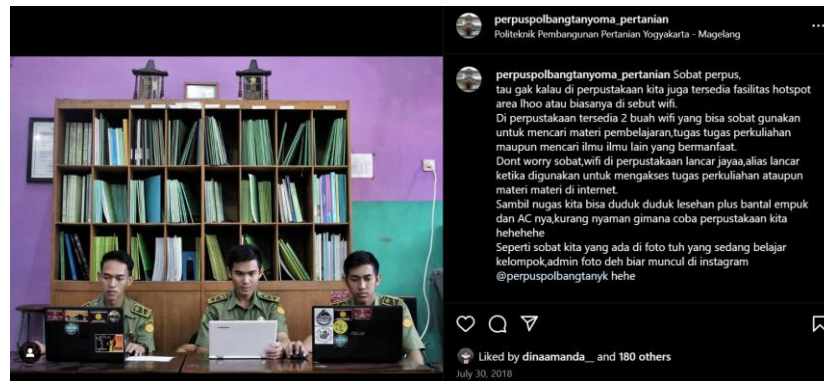 perpuspolbangtanyoma_pertanian
Politeknik Pembangunan Pertanian Yogyakarta - Magelang
perpuspolbangtanyoma_pertanian Sobat perpus,
tau gak kalau di perpustakaan kita juga tersedia fasilitas hotspot
area lhoo atau biasanya di sebut wifi.
Di perpustakaan tersedia 2 buah wifi yang bisa sobat gunakan
untuk mencari materi pembelajaran,tugas tugas perkuliahan
maupun mencari ilmu ilmu lain yang bermanfaat.
Dont worry sobat,wifi di perpustakaan lancar jayaa,alias lancar
ketika digunakan untuk mengakses tugas perkuliahan ataupun
materi materi di internet.
Sambil nugas kita bisa duduk duduk lesehan plus bantal empuk
dan AC nya,kurang nyaman gimana coba perpustakaan kita
hehehehe
Seperti sobat kita yang ada di foto tuh yang sedang belajar
kelompok,admin foto deh biar muncul di instagram
@perpuspolbangtanyk hehe
Liked by dinaamanda__ and 180 others
July 30, 2018